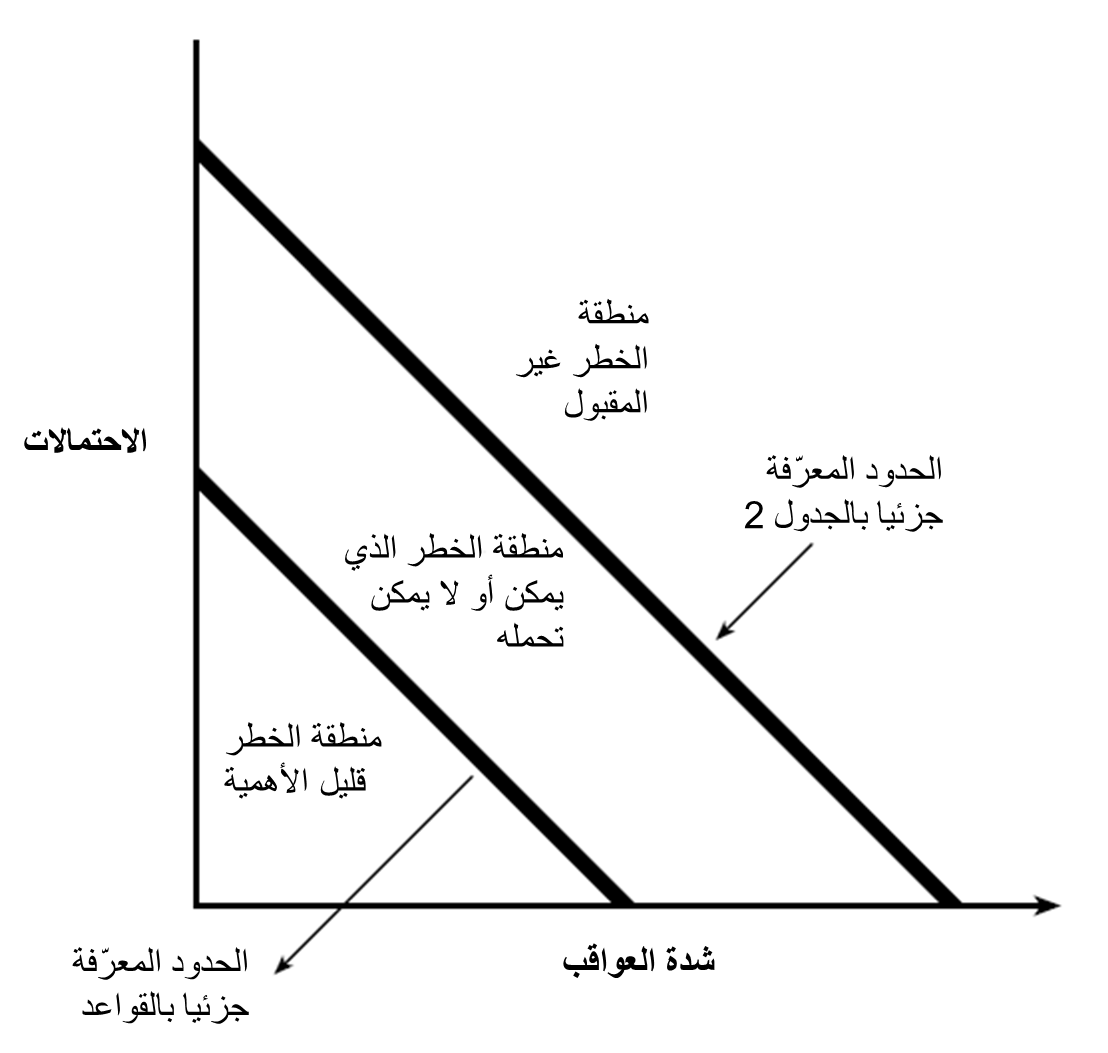 منطقة
الخطر غير
المقبول
الاحتمالات
الحدود المعرّفة
جزئيا بالجدول 2
منطقة الخطر الذي
يمكن أو لا يمكن
تحمله
منطقة الخطر
قليل الأهمية
شدة العواقب
الحدود المعرّفة
جزئيا بالقواعد